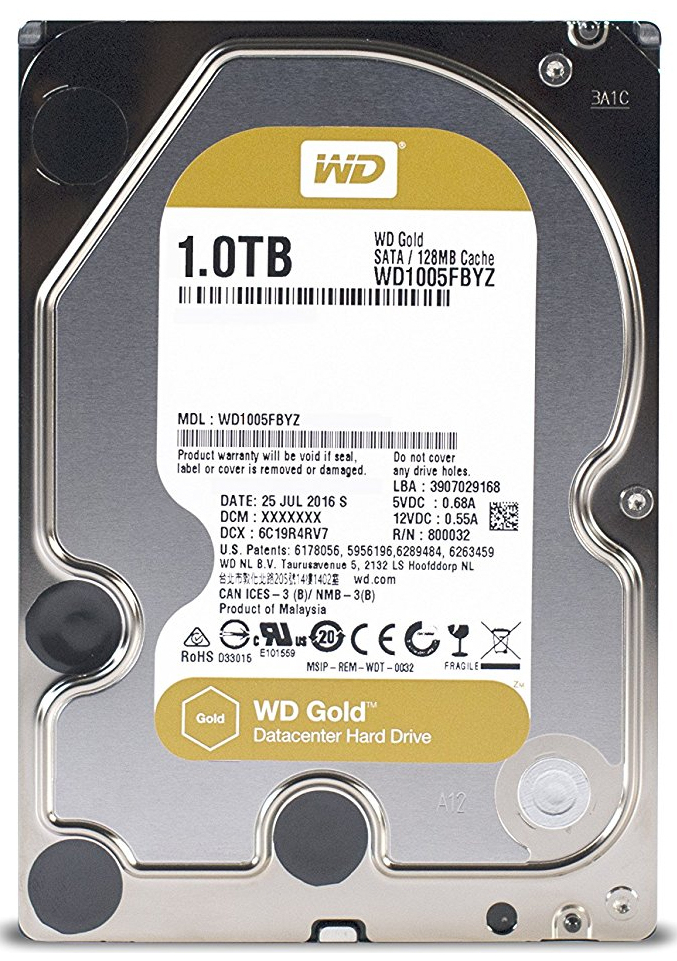 3A1C
WD®
1.0TB
WD Gold
SATA / 128MB Cache
WD1005FBYZ
MDL : WD1005FBYZ
Product warranty will be void if seal,
label or cover is removed or damaged.
Do not cover
any drive holes.
LBA : 3907029168
5VDC : 0.68A
12VDC : 0.55A
R/N : 800032
DATE: 25 JUL 2016 S
DCM : XXXXXXX
DCX : 6C19R4RV7
U.S. Patents: 6178056, 5956196,6289484, 6263459
WD NL B.V. Taurusavenue 5, 2132 LS Hoofddorp NL
台北市敦化北路205號14樓1402室 wd.com
CAN ICES-3 (B)/ NMB-3(B)
Product of Malaysia
RoHS
D33015
c RU us
E101559
20
CE
MSIP-REM-WDT-0032
FRAGILE
Z™
Gold
WD Gold™
Datacenter Hard Drive
A12